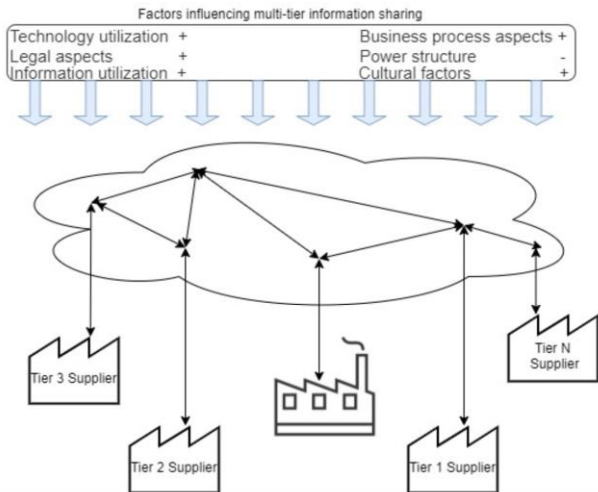 Factors influencing multi-tier information sharing
Technology utilization +
Legal aspects +
Information utilization +
Business process aspects +
Power structure -
Cultural factors +
Tier 3 Supplier
Tier N
Supplier
Tier 2 Supplier
Tier 1 Supplier